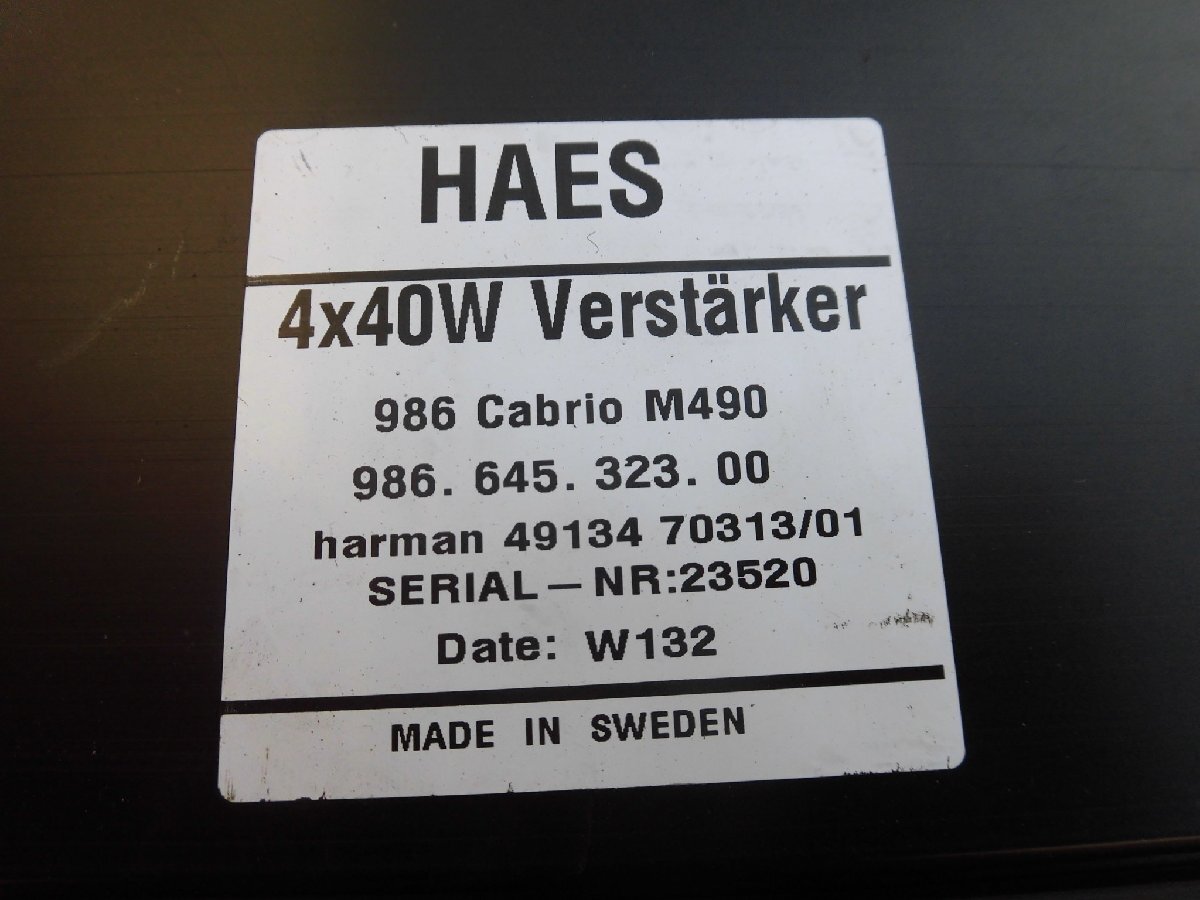 HAES
4x40W Verstärker
986 Cabrio M490
986. 645. 323. 00
harman 49134 70313/01
SERIAL — NR:23520
Date: W132
MADE IN SWEDEN